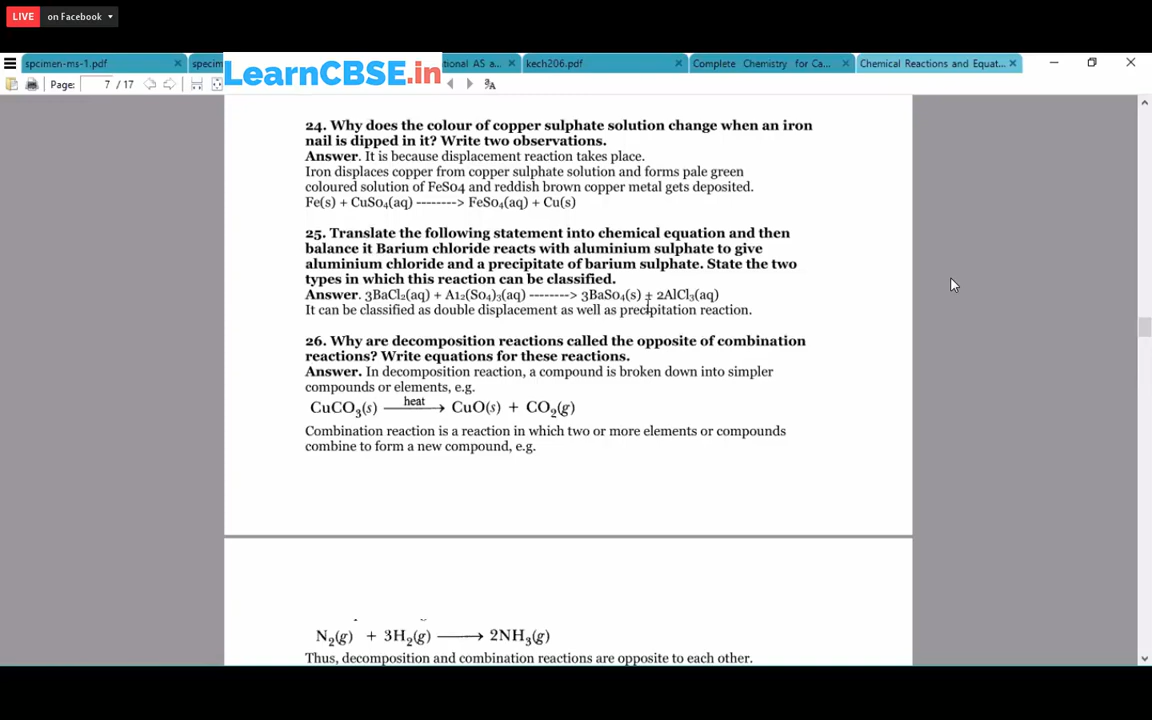 LIVE on Facebook
spcimen-ms-1.pdf specim tional AS a... kech206.pdf Complete Chemistry for Ca... Chemical Reactions and Equat...
LearnCBSE.in
Page: 7 / 17
24. Why does the colour of copper sulphate solution change when an iron
nail is dipped in it? Write two observations.
Answer. It is because displacement reaction takes place.
Iron displaces copper from copper sulphate solution and forms pale green
coloured solution of FeSo4 and reddish brown copper metal gets deposited.
Fe(s) + CuSo₄(aq) --------> FeSo₄(aq) + Cu(s)
25. Translate the following statement into chemical equation and then
balance it Barium chloride reacts with aluminium sulphate to give
aluminium chloride and a precipitate of barium sulphate. State the two
types in which this reaction can be classified.
Answer. 3BaCl₂(aq) + A1₂(So₄)₃(aq) --------> 3BaSo₄(s) ± 2AlCl₃(aq)
It can be classified as double displacement as well as precipitation reaction.
26. Why are decomposition reactions called the opposite of combination
reactions? Write equations for these reactions.
Answer. In decomposition reaction, a compound is broken down into simpler
compounds or elements, e.g.
CuCO₃(s) heat → CuO(s) + CO₂(g)
Combination reaction is a reaction in which two or more elements or compounds
combine to form a new compound, e.g.
N₂(g) + 3H₂(g) → 2NH₃(g)
Thus, decomposition and combination reactions are opposite to each other.